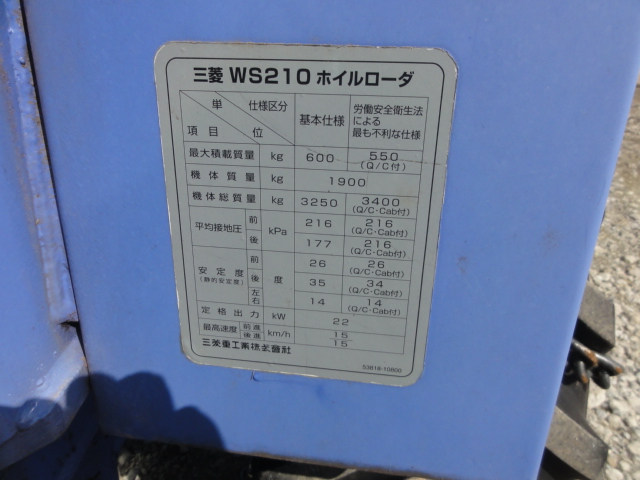 三菱 WS210 ホイルローダ
単 仕様区分
項目 位
基本仕様
労働安全衛生法
による
最も不利な仕様
最大積載質量 kg 600 550
(Q/C付)
機体質量 kg 1900
機体総質量 kg 3250 3400
(Q/C・Cab付)
平均接地圧 kPa
前 216 216
(Q/C・Cab付)
後 177 216
(Q/C・Cab付)
安定度
(静的安定度)
度
前 26 26
(Q/C・Cab付)
後 35 34
(Q/C・Cab付)
左右 14 14
(Q/C・Cab付)
定格出力 kW 22
最高速度 km/h
前進 15
後進 15
三菱重工業株式会社
53818-10800